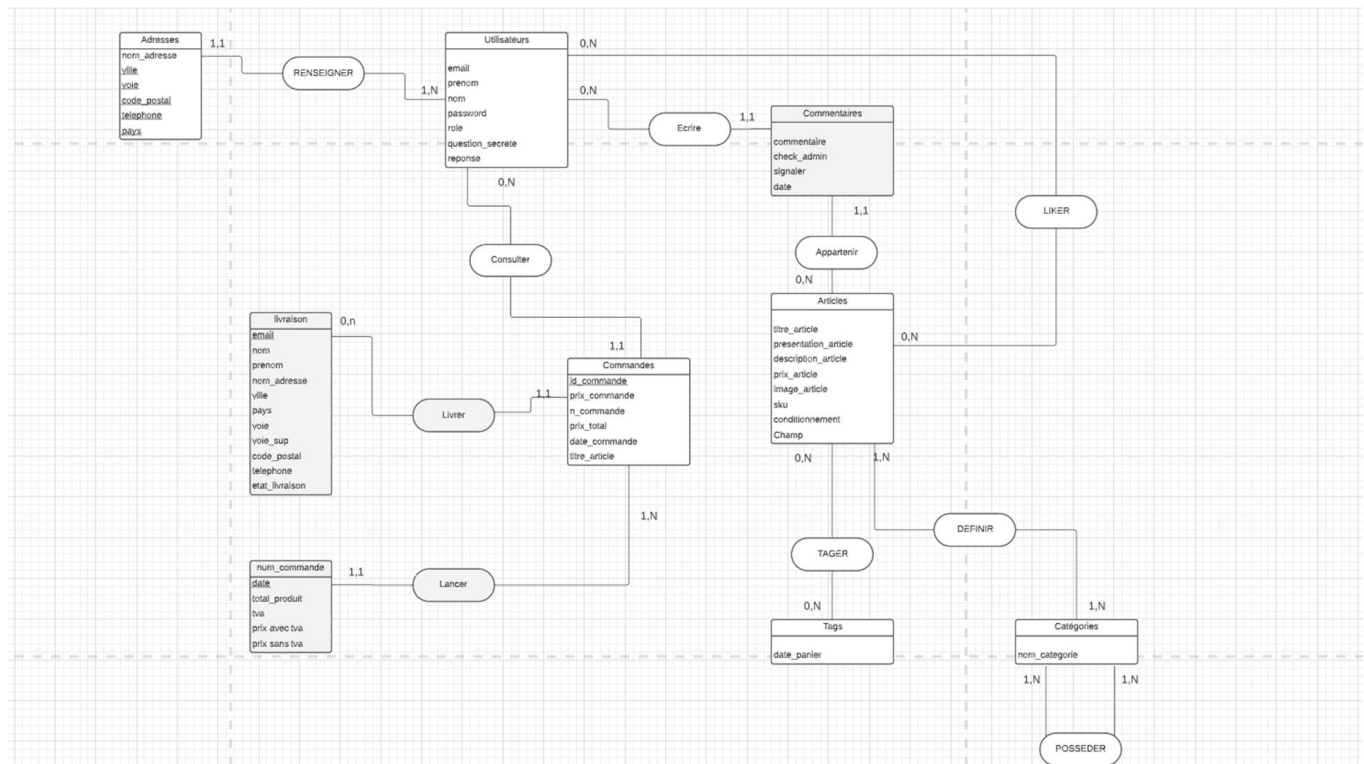 Adresses
nom_adresse
ville
voie
code_postal
telephone
pays
1,1
RENSEIGNER
1,N
Utilisateurs
email
prenom
nom
password
role
question_secrete
reponse
0,N
0,N
0,N
Ecrire
1,1
Commentaires
commentaire
check_admin
signaler
date
LIKER
1,1
Appartenir
0,N
Consulter
1,1
Articles
titre_article
presentation_article
description_article
prix_article
image_article
sku
conditionnement
Champ
0,N
livraison
email
nom
prenom
nom_adresse
ville
pays
voie
voie_sup
code_postal
telephone
etat_livraison
0,n
Livrer
1,1
Commandes
id_commande
prix_commande
n_commande
prix_total
date_commande
titre_article
0,N
1,N
1,N
DEFINIR
TAGER
num_commande
date
total_produit
tva
prix avec tva
prix sans tva
1,1
Lancer
0,N
1,N
Tags
date_panier
Catégories
nom_categorie
1,N
1,N
POSSEDER